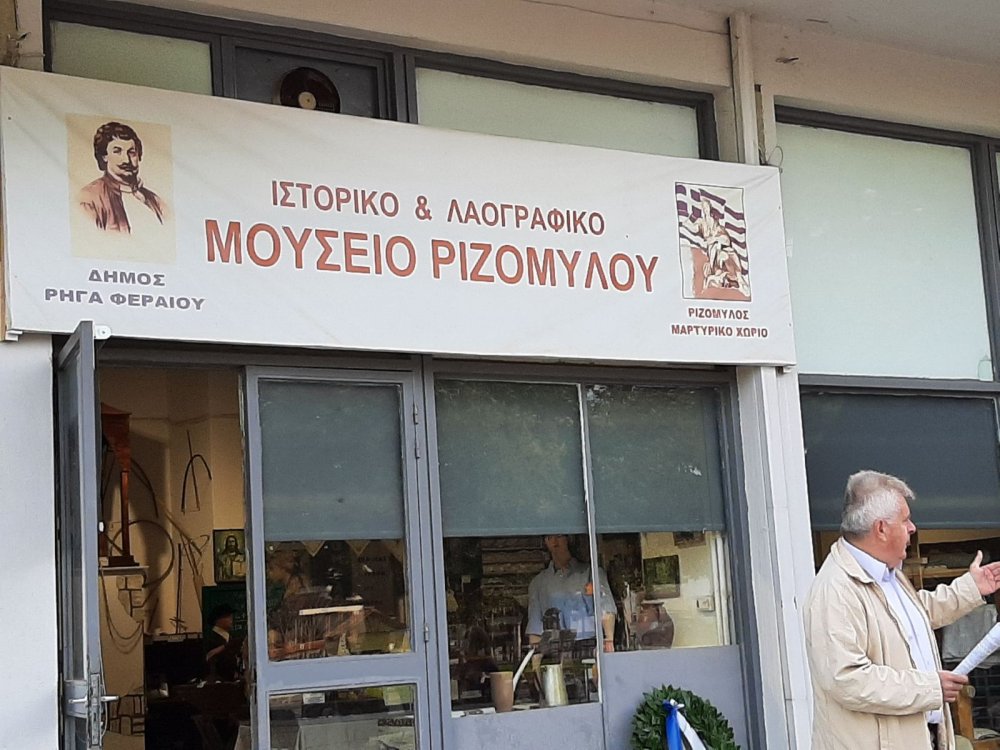 ΙΣΤΟΡΙΚΟ & ΛΑΟΓΡΑΦΙΚΟ
ΜΟΥΣΕΙΟ ΡΙΖΟΜΥΛΟΥ
ΔΗΜΟΣ
ΡΗΓΑ ΦΕΡΑΙΟΥ
ΡΙΖΟΜΥΛΟΣ
ΜΑΡΤΥΡΙΚΟ ΧΩΡΙΟ